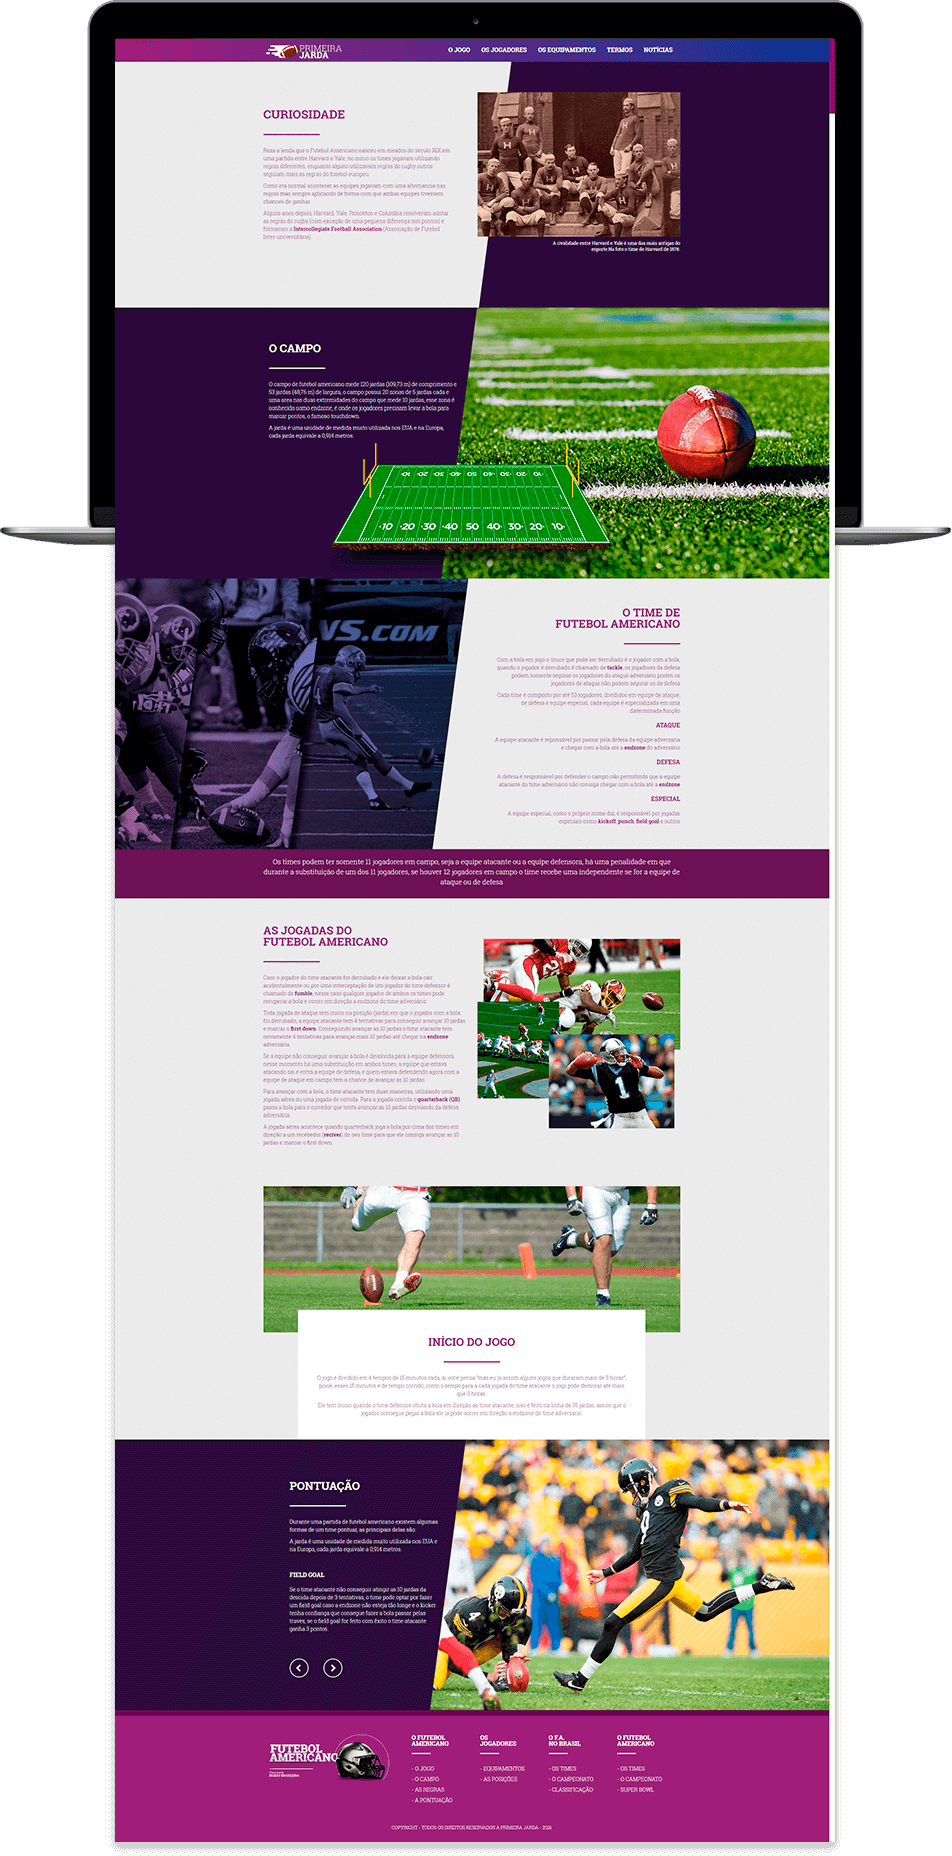 PRIMEIRA
JARDA
O JOGO OS JOGADORES OS EQUIPAMENTOS TERMOS NOTÍCIAS
CURIOSIDADE
Reza a lenda que o Futebol Americano nasceu em meados do século XIX em
uma partida entre Harvard e Yale, no início os times jogavam utilizando
regras diferentes, enquanto alguns utilizavam regras do rugby outros
seguiam mais as regras do futebol europeu.
Como era normal acontecer as equipes jogavam com uma alternancia nas
regras mas sempre aplicando de forma com que ambas equipes tivessem
chances de ganhar.
Alguns anos depois, Harvard, Yale, Princeton e Columbia resolveram adotar
as regras do rugby (com exceção de uma pequena diferença nos pontos) e
formaram a Intercollegiate Football Association (Associação de Futebol
Inter-universitária).
A rivalidade entre Harvard e Yale é uma das mais antigas do
esporte Na foto o time de Harvard de 1878.
O CAMPO
O campo de futebol americano mede 120 jardas (109,73 m) de comprimento e
53 jardas (48,76 m) de largura, o campo possui 20 zonas de 5 jardas cada e
uma area nas duas extremidades do campo que mede 10 jardas, esse zona é
conhecida como endzone, é onde os jogadores precisam levar a bola para
marcar pontos, o famoso touchdown.
A jarda é uma unidade de medida muito utilizada nos EUA e na Europa,
cada jarda equivale a 0,914 metros.
10 20 30 40 50 40 30 20 10
10 20 30 40 50 40 30 20 10
VS.COM
O TIME DE
FUTEBOL AMERICANO
Com a bola em jogo o único que pode ser derrubado é o jogador com a bola,
quando o jogador é derrubado é chamado de tackle, os jogadores da defesa
podem somente segurar os jogadores do ataque adversário porém os
jogadores de ataque não podem segurar os de defesa
Cada time é composto por até 53 jogadores, divididos em equipe de ataque,
de defesa e equipe especial, cada equipe é especializada em uma
daterminada função
ATAQUE
A equipe atacante é reponsável por passar pela defesa da equipe adversaria
e chegar com a bola até a endzone do adversário
DEFESA
A defesa é responsável por defender o campo não permitindo que a equipe
atacante do time adversário não consiga chegar com a bola até a endzone
ESPECIAL
A equipe especial, como o próprio nome diz, é responsável por jogadas
especiais como kickoff, punch, field goal e outros
Os times podem ter somente 11 jogadores em campo, seja a equipe atacante ou a equipe defensora, há uma penalidade em que
durante a substituição de um dos 11 jogadores, se houver 12 jogadores em campo o time recebe uma independente se for a equipe de
ataque ou de defesa
AS JOGADAS DO
FUTEBOL AMERICANO
Caso o jogador do time atacante for derrubado e ele deixar a bola cair
acidentalmente ou por uma interceptação de um jogador do time defensor é
chamado de fumble, nesse caso qualquer jogador de ambos os times pode
recuperar a bola e correr em direção a endzone do time adversário
Toda jogada de ataque tem início na posição (jarda) em que o jogador com a bola
foi derrubado, a equipe atacante tem 4 tentativas para conseguir avançar 10 jardas
e marcar o first down. Conseguindo avançar as 10 jardas o time atacante tem
novamente 4 tentativas para avançar mais 10 jardas até chegar na endzone
adversária.
Se a equipe não conseguir avançar a bola é devolvida para a equipe defensora,
nesse momento há uma substituição em ambos times, a equipe que estava
atacando sai e entra a equipe de defesa, e quem estava defendendo agora com a
equipe de ataque em campo tem a chance de avançar as 10 jardas.
Para avançar com a bola, o time atacante tem duas maneiras, utilizando uma
jogada aérea ou uma jogada de corrida. Para a jogada corrida o quarterback (QB)
passa a bola para o corredor que tenta avançar as 10 jardas desviando da defesa
adversária.
A jogada aérea acontece quando quarterback joga a bola por cima dos times em
direção a um recebedor (reciver) do seu time para que ele consiga avançar as 10
jardas e marcar o first down.
1
INÍCIO DO JOGO
O jogo e dividido em 4 tempos de 15 minutos cada, ai você pensa "mas eu ja assisti alguns jogos que duraram mais de 3 horas",
posié, esses 15 minutos é de tempo corrido, como o tempo para a cada jogada do time atacante o jogo pode demorar até mais
que 3 horas.
Ele tem inicio quando o time defensor chuta a bola em direção ao time atacante, isso é feito na linha de 35 jardas, assim que o
jogador consegue pegar a bola ele já pode correr em direção a endzone do time adversario.
PONTUAÇÃO
Durante uma partida de futebol americano existem algumas
formas de um time pontuar, as principais delas são:
A jarda é uma unidade de medida muito utilizada nos EUA e
na Europa, cada jarda equivale a 0,914 metros.
FIELD GOAL
Se o time atacante não conseguir atingir as 10 jardas da
descida depois de 3 tentativas, o time pode optar por fazer
um field goal caso a endzone não esteja tão longe e o kicker
tenha confiança que consegue fazer a bola passar pelas
traves, se o field goal for feito com êxito o time atacante
ganha 3 pontos.
9
4
FUTEBOL
AMERICANO
O FUTEBOL
AMERICANO
- O JOGO
- O CAMPO
- AS REGRAS
- A PONTUAÇÃO
OS
JOGADORES
- EQUIPAMENTOS
- AS POSIÇÕES
O F.A.
NO BRASIL
- OS TIMES
- O CAMPEONATO
- CLASSIFICAÇÃO
O FUTEBOL
AMERICANO
- OS TIMES
- O CAMPEONATO
- SUPER BOWL
COPYRIGHT - TODOS OS DIREITOS RESERVADOS A PRIMEIRA JARDA - 2018